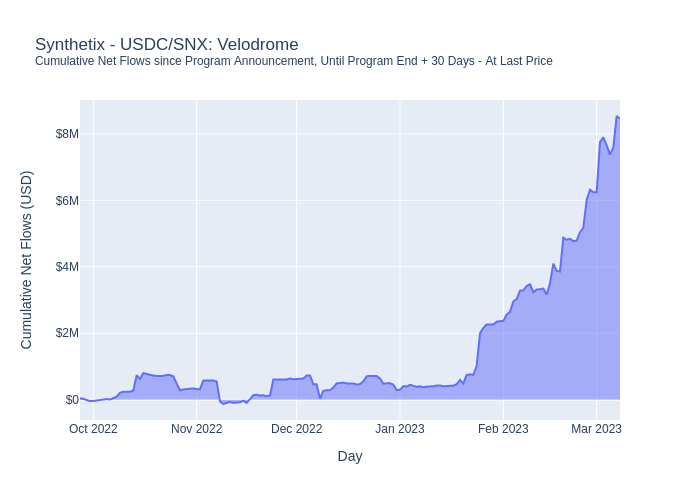 Synthetix - USDC/SNX: Velodrome
Cumulative Net Flows since Program Announcement, Until Program End + 30 Days - At Last Price
Cumulative Net Flows (USD)
$8M
$6M
$4M
$2M
$0
Oct 2022
Nov 2022
Dec 2022
Jan 2023
Feb 2023
Mar 2023
Day